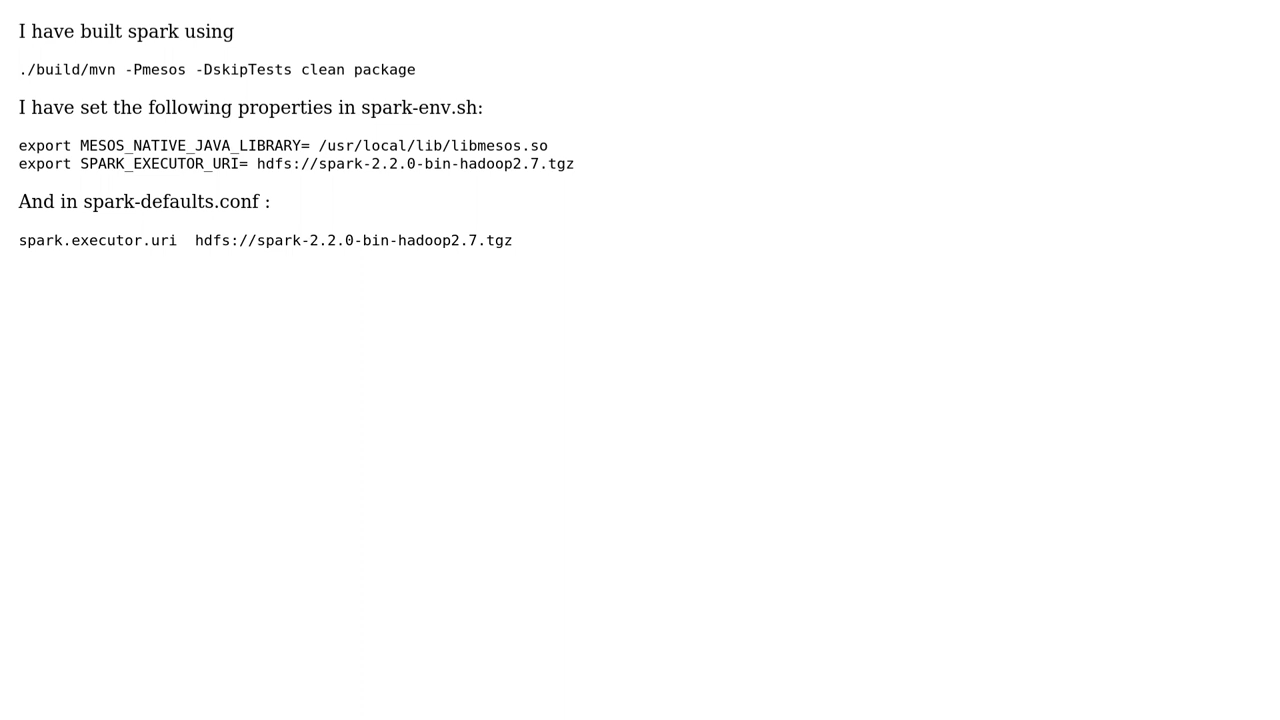 I have built spark using
./build/mvn -Pmesos -DskipTests clean package
I have set the following properties in spark-env.sh:
export MESOS_NATIVE_JAVA_LIBRARY= /usr/local/lib/libmesos.so
export SPARK_EXECUTOR_URI= hdfs://spark-2.2.0-bin-hadoop2.7.tgz
And in spark-defaults.conf :
spark.executor.uri  hdfs://spark-2.2.0-bin-hadoop2.7.tgz